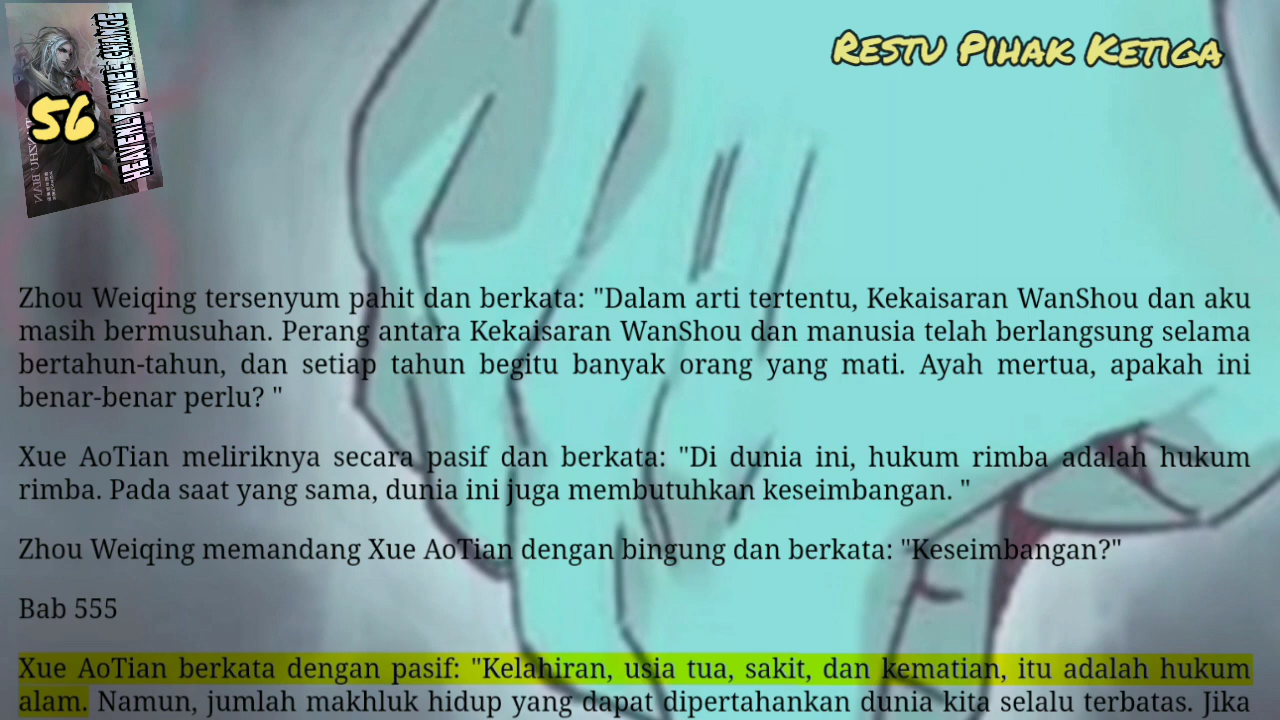 56
HEAVENLY JEWEL CHANGE
Restu Pihak Ketiga
Zhou Weiqing tersenyum pahit dan berkata: "Dalam arti tertentu, Kekaisaran WanShou dan aku
masih bermusuhan. Perang antara Kekaisaran WanShou dan manusia telah berlangsung selama
bertahun-tahun, dan setiap tahun begitu banyak orang yang mati. Ayah mertua, apakah ini
benar-benar perlu? "
Xue AoTian meliriknya secara pasif dan berkata: "Di dunia ini, hukum rimba adalah hukum
rimba. Pada saat yang sama, dunia ini juga membutuhkan keseimbangan. "
Zhou Weiqing memandang Xue AoTian dengan bingung dan berkata: "Keseimbangan?"
Bab 555
Xue AoTian berkata dengan pasif: "Kelahiran, usia tua, sakit, dan kematian, itu adalah hukum
alam. Namun, jumlah makhluk hidup yang dapat dipertahankan dunia kita selalu terbatas. Jika